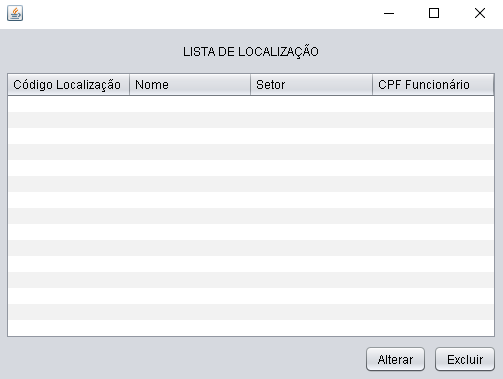 LISTA DE LOCALIZAÇÃO
Código Localização Nome Setor CPF Funcionário
Alterar Excluir